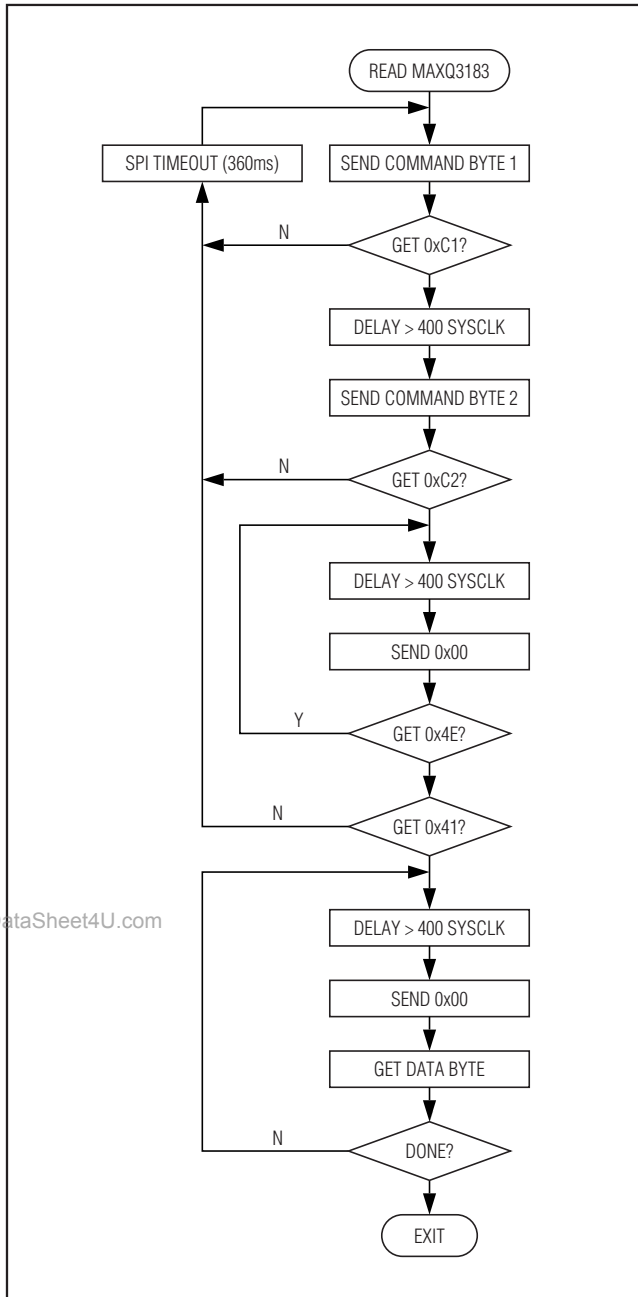 READ MAXQ3183
SPI TIMEOUT (360ms)
SEND COMMAND BYTE 1
N
GET 0xC1?
DELAY > 400 SYSCLK
SEND COMMAND BYTE 2
N
GET 0xC2?
DELAY > 400 SYSCLK
SEND 0x00
Y
GET 0x4E?
N
GET 0x41?
ataSheet4U.com
DELAY > 400 SYSCLK
SEND 0x00
GET DATA BYTE
N
DONE?
EXIT